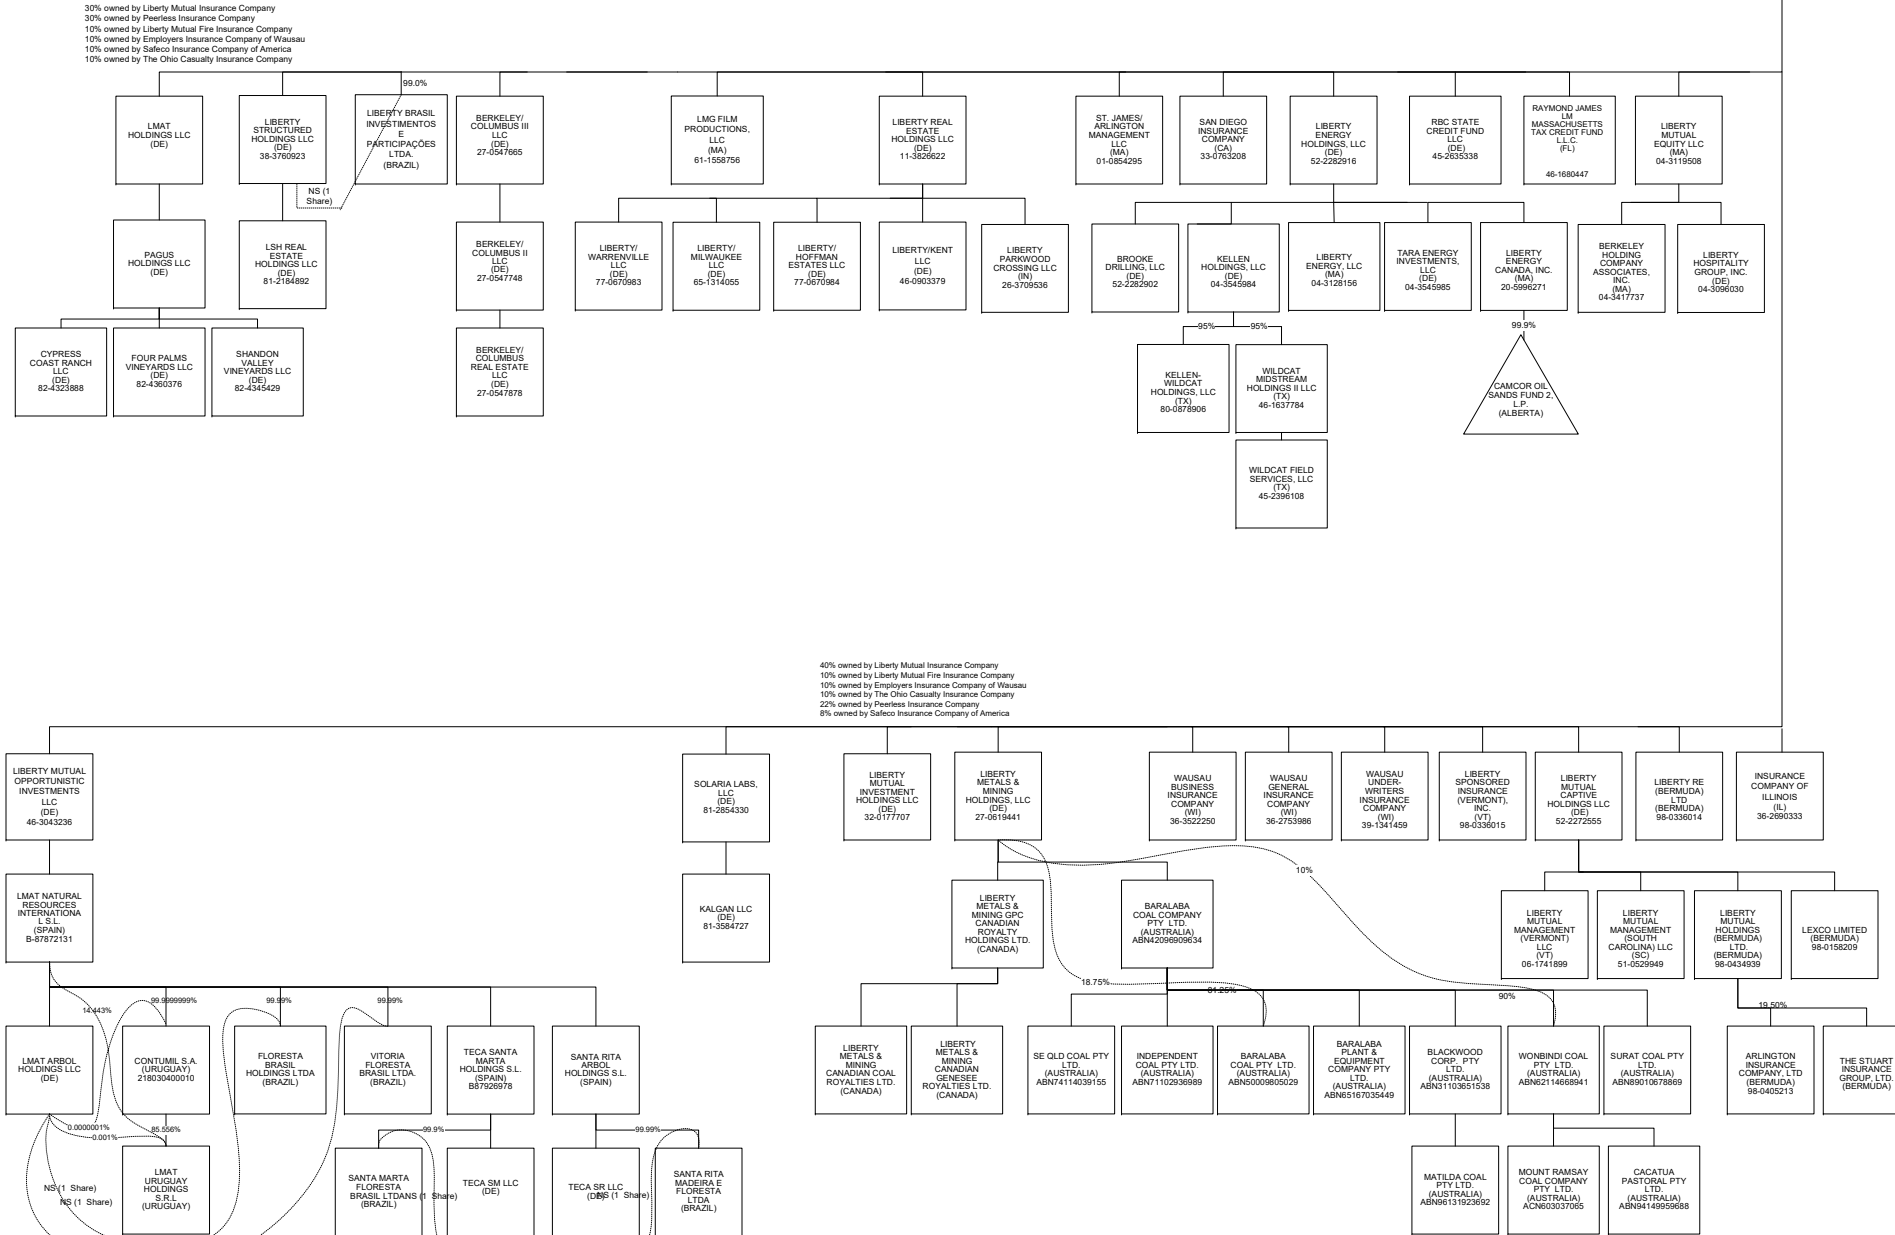 30% owned by Liberty Mutual Insurance Company
30% owned by Peerless Insurance Company
10% owned by Liberty Mutual Fire Insurance Company
10% owned by Employers Insurance Company of Wausau
10% owned by Safeco Insurance Company of America
10% owned by The Ohio Casualty Insurance Company
LMAT
HOLDINGS LLC
(DE)
LIBERTY
STRUCTURED
HOLDINGS LLC
(DE)
38-3760923
99.0%
LIBERTY BRASIL
INVESTIMENTOS
E
PARTICIPAÇÕES
LTDA.
(BRAZIL)
NS (1
Share)
BERKELEY/
COLUMBUS III
LLC
(DE)
27-0547665
LMG FILM
PRODUCTIONS,
LLC
(MA)
61-1558756
LIBERTY REAL
ESTATE
HOLDINGS LLC
(DE)
11-3826622
ST. JAMES/
ARLINGTON
MANAGEMENT
LLC
(MA)
01-0854295
SAN DIEGO
INSURANCE
COMPANY
(CA)
33-0763208
LIBERTY
ENERGY
HOLDINGS, LLC
(DE)
52-2282916
RBC STATE
CREDIT FUND
LLC
(DE)
45-2635338
RAYMOND JAMES
LM
MASSACHUSETTS
TAX CREDIT FUND
L.L.C.
(FL)
46-1680447
LIBERTY
MUTUAL
EQUITY LLC
(MA)
04-3119508
PAGUS
HOLDINGS LLC
(DE)
LSH REAL
ESTATE
HOLDINGS LLC
(DE)
81-2184892
BERKELEY/
COLUMBUS II
LLC
(DE)
27-0547748
LIBERTY/
WARRENVILLE
LLC
(DE)
77-0670983
LIBERTY/
MILWAUKEE
LLC
(DE)
65-1314055
LIBERTY/
HOFFMAN
ESTATES LLC
(DE)
77-0670984
LIBERTY/KENT
LLC
(DE)
46-0903379
LIBERTY
PARKWOOD
CROSSING LLC
(IN)
26-3709536
BROOKE
DRILLING, LLC
(DE)
52-2282902
KELLEN
HOLDINGS, LLC
(DE)
04-3545984
LIBERTY
ENERGY, LLC
(MA)
04-3128156
TARA ENERGY
INVESTMENTS,
LLC
(DE)
04-3545985
LIBERTY
ENERGY
CANADA, INC.
(MA)
20-5996271
BERKELEY
HOLDING
COMPANY
ASSOCIATES,
INC.
(MA)
04-3417737
LIBERTY
HOSPITALITY
GROUP, INC.
(DE)
04-3096030
CYPRESS
COAST RANCH
LLC
(DE)
82-4323888
FOUR PALMS
VINEYARDS LLC
(DE)
82-4360376
SHANDON
VALLEY
VINEYARDS LLC
(DE)
82-4345429
BERKELEY/
COLUMBUS
REAL ESTATE
LLC
(DE)
27-0547878
95%
95%
99.9%
KELLEN-
WILDCAT
HOLDINGS, LLC
(TX)
80-0878906
WILDCAT
MIDSTREAM
HOLDINGS II LLC
(TX)
46-1637784
CAMCOR OIL
SANDS FUND 2,
L.P.
(ALBERTA)
WILDCAT FIELD
SERVICES, LLC
(TX)
45-2396108
40% owned by Liberty Mutual Insurance Company
10% owned by Liberty Mutual Fire Insurance Company
10% owned by Employers Insurance Company of Wausau
10% owned by The Ohio Casualty Insurance Company
22% owned by Peerless Insurance Company
8% owned by Safeco Insurance Company of America
LIBERTY MUTUAL
OPPORTUNISTIC
INVESTMENTS
LLC
(DE)
46-3043236
SOLARIA LABS,
LLC
(DE)
81-2854330
LIBERTY
MUTUAL
INVESTMENT
HOLDINGS LLC
(DE)
32-0177707
LIBERTY
METALS &
MINING
HOLDINGS, LLC
(DE)
27-0619441
WAUSAU
BUSINESS
INSURANCE
COMPANY
(WI)
36-3522250
WAUSAU
GENERAL
INSURANCE
COMPANY
(WI)
36-2753986
WAUSAU
UNDER-
WRITERS
INSURANCE
COMPANY
(WI)
39-1341459
LIBERTY
SPONSORED
INSURANCE
(VERMONT),
INC.
(VT)
98-0336015
LIBERTY
MUTUAL
CAPTIVE
HOLDINGS LLC
(DE)
52-2272555
LIBERTY RE
(BERMUDA)
LTD
(BERMUDA)
98-0336014
INSURANCE
COMPANY OF
ILLINOIS
(IL)
36-2690333
10%
LMAT NATURAL
RESOURCES
INTERNATIONA
L S.L.
(SPAIN)
B-87872131
KALGAN LLC
(DE)
81-3584727
LIBERTY
METALS &
MINING GPC
CANADIAN
ROYALTY
HOLDINGS LTD.
(CANADA)
BARALABA
COAL COMPANY
PTY LTD.
(AUSTRALIA)
ABN42096909634
LIBERTY
MUTUAL
MANAGEMENT
(VERMONT)
LLC
(VT)
06-1741899
LIBERTY
MUTUAL
MANAGEMENT
(SOUTH
CAROLINA) LLC
(SC)
51-0529949
LIBERTY
MUTUAL
HOLDINGS
(BERMUDA)
LTD.
(BERMUDA)
98-0434939
LEXCO LIMITED
(BERMUDA)
98-0158209
14.443%
99.9999999%
99.99%
99.99%
18.75%
81.25%
90%
19.50%
LMAT ARBOL
HOLDINGS LLC
(DE)
CONTUMIL S.A.
(URUGUAY)
218030400010
FLORESTA
BRASIL
HOLDINGS LTDA
(BRAZIL)
VITORIA
FLORESTA
BRASIL LTDA.
(BRAZIL)
TECA SANTA
MARTA
HOLDINGS S.L.
(SPAIN)
B87926978
SANTA RITA
ARBOL
HOLDINGS S.L.
(SPAIN)
LIBERTY
METALS &
MINING
CANADIAN COAL
ROYALTIES LTD.
(CANADA)
LIBERTY
METALS &
MINING
CANADIAN
GENESEE
ROYALTIES LTD.
(CANADA)
SE QLD COAL PTY
LTD.
(AUSTRALIA)
ABN74114039155
INDEPENDENT
COAL PTY LTD.
(AUSTRALIA)
ABN71102936989
BARALABA
COAL PTY LTD.
(AUSTRALIA)
ABN50009805029
BARALABA
PLANT &
EQUIPMENT
COMPANY PTY
LTD.
(AUSTRALIA)
ABN65167035449
BLACKWOOD
CORP. PTY
LTD.
(AUSTRALIA)
ABN31103651538
WONBINDI COAL
PTY LTD.
(AUSTRALIA)
ABN62114668941
SURAT COAL PTY
LTD.
(AUSTRALIA)
ABN89010678869
ARLINGTON
INSURANCE
COMPANY, LTD
(BERMUDA)
98-0405213
THE STUART
INSURANCE
GROUP, LTD.
(BERMUDA)
0.0000001%
0.001%
85.556%
99.9%
99.99%
NS (1 Share)
NS (1 Share)
LMAT
URUGUAY
HOLDINGS
S.R.L
(URUGUAY)
SANTA MARTA
FLORESTA
BRASIL LTDA
(BRAZIL)
NS (1 Share)
TECA SM LLC
(DE)
TECA SR LLC
(DE)
NS (1 Share)
SANTA RITA
MADEIRA E
FLORESTA
LTDA
(BRAZIL)
MATILDA COAL
PTY LTD.
(AUSTRALIA)
ABN96131923692
MOUNT RAMSAY
COAL COMPANY
PTY LTD.
(AUSTRALIA)
ACN603037065
CACATUA
PASTORAL PTY
LTD.
(AUSTRALIA)
ABN94149959688